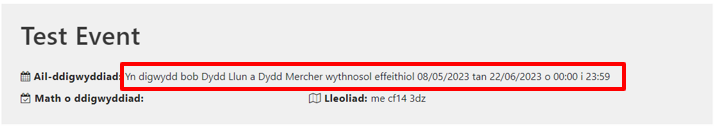 Test Event
Ail-ddigwyddiad: Yn digwydd bob Dydd Llun a Dydd Mercher wythnosol effeithiol 08/05/2023 tan 22/06/2023 o 00:00 i 23:59
Math o ddigwyddiad: Lleoliad: me cf14 3dz